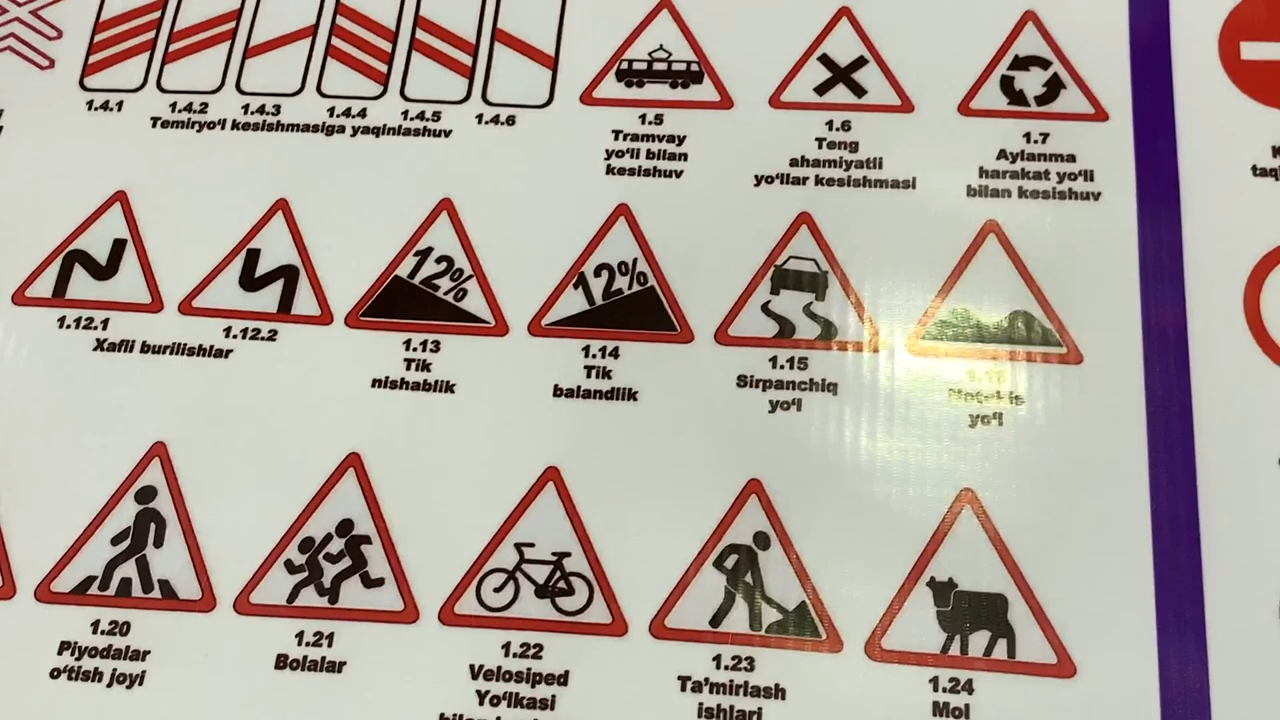 1.4.1
1.4.2
1.4.3
1.4.4
1.4.5
1.4.6
Temiryo'l kesishmasiga yaqinlashuv
1.5
Tramvay
yo'li bilan
kesishuv
1.6
Teng
ahamiyatli
yo'llar kesishmasi
1.7
Aylanma
harakat yo'li
bilan kesishuv
1.12.1
1.12.2
Xafli burilishlar
12%
1.13
Tik
nishablik
12%
1.14
Tik
balandlik
1.15
Sirpanchiq
yo'l
Notekis
yo'l
1.20
Piyodalar
o'tish joyi
1.21
Bolalar
1.22
Velosiped
Yo'lkasi
1.23
Ta'mirlash
ishlari
1.24
Mol